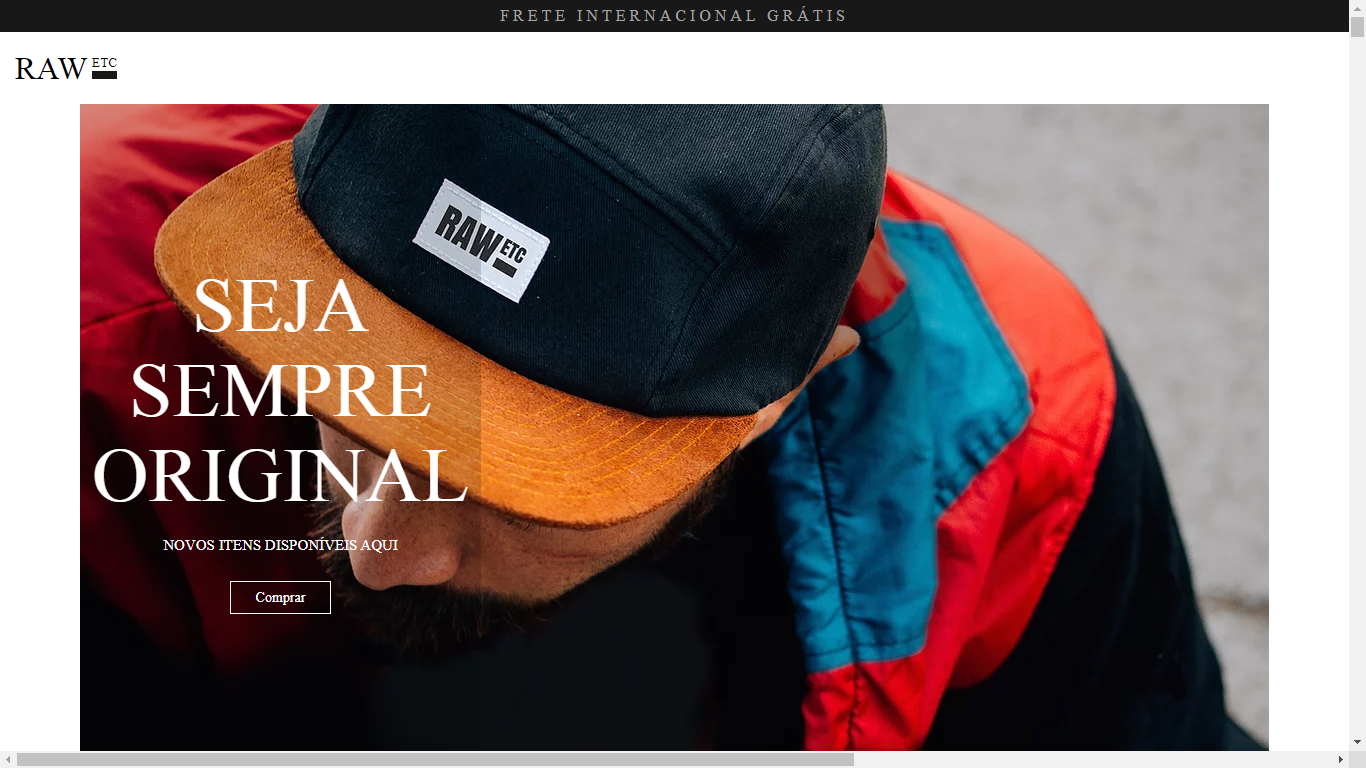 FRETE INTERNACIONAL GRÁTIS
RAW ETC
RAW ETC
SEJA
SEMPRE
ORIGINAL
NOVOS ITENS DISPONÍVEIS AQUI
Comprar